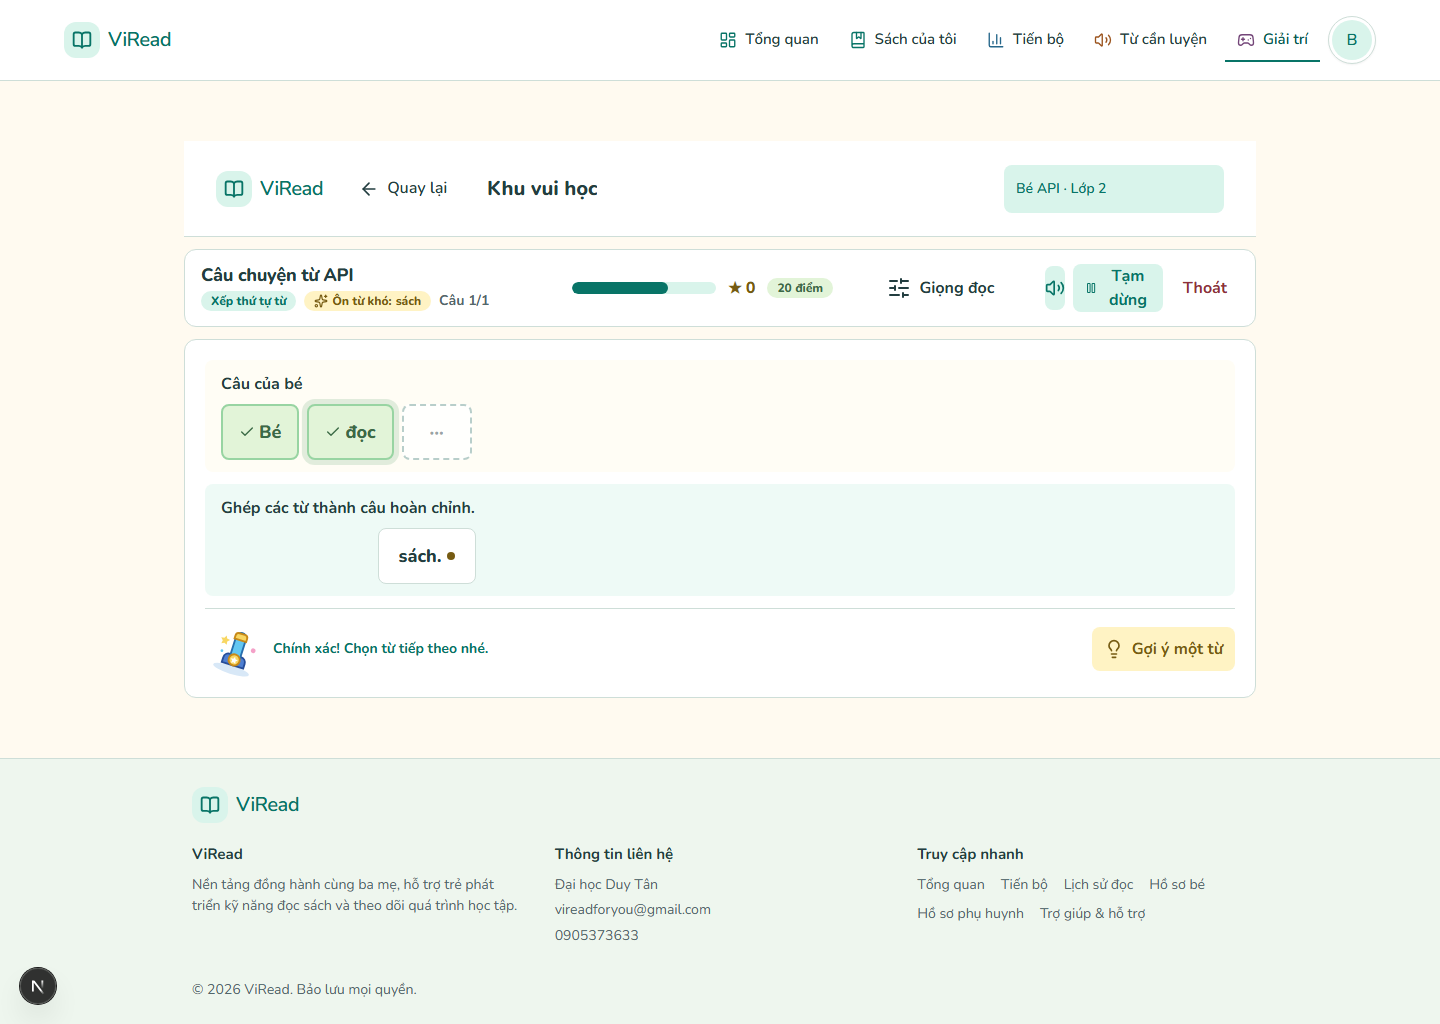 ViRead
Tổng quan
Sách của tôi
Tiến bộ
Từ cần luyện
Giải trí
B
ViRead
Quay lại
Khu vui học
Bé API · Lớp 2
Câu chuyện từ API
Xếp thứ tự từ
Ôn từ khó: sách
Câu 1/1
★ 0
20 điểm
Giọng đọc
Tạm
dừng
Thoát
Câu của bé
Bé
đọc
...
Ghép các từ thành câu hoàn chỉnh.
sách.
Chính xác! Chọn từ tiếp theo nhé.
Gợi ý một từ
ViRead
ViRead
Nền tảng đồng hành cùng ba mẹ, hỗ trợ trẻ phát
triển kỹ năng đọc sách và theo dõi quá trình học tập.
Thông tin liên hệ
Đại học Duy Tân
vireadforyou@gmail.com
0905373633
Truy cập nhanh
Tổng quan
Tiến bộ
Lịch sử đọc
Hồ sơ bé
Hồ sơ phụ huynh
Trợ giúp & hỗ trợ
N
© 2026 ViRead. Bảo lưu mọi quyền.